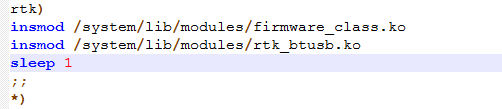 rtk)
insmod /system/lib/modules/firmware_class.ko
insmod /system/lib/modules/rtk_btusb.ko
sleep 1
;;
*)